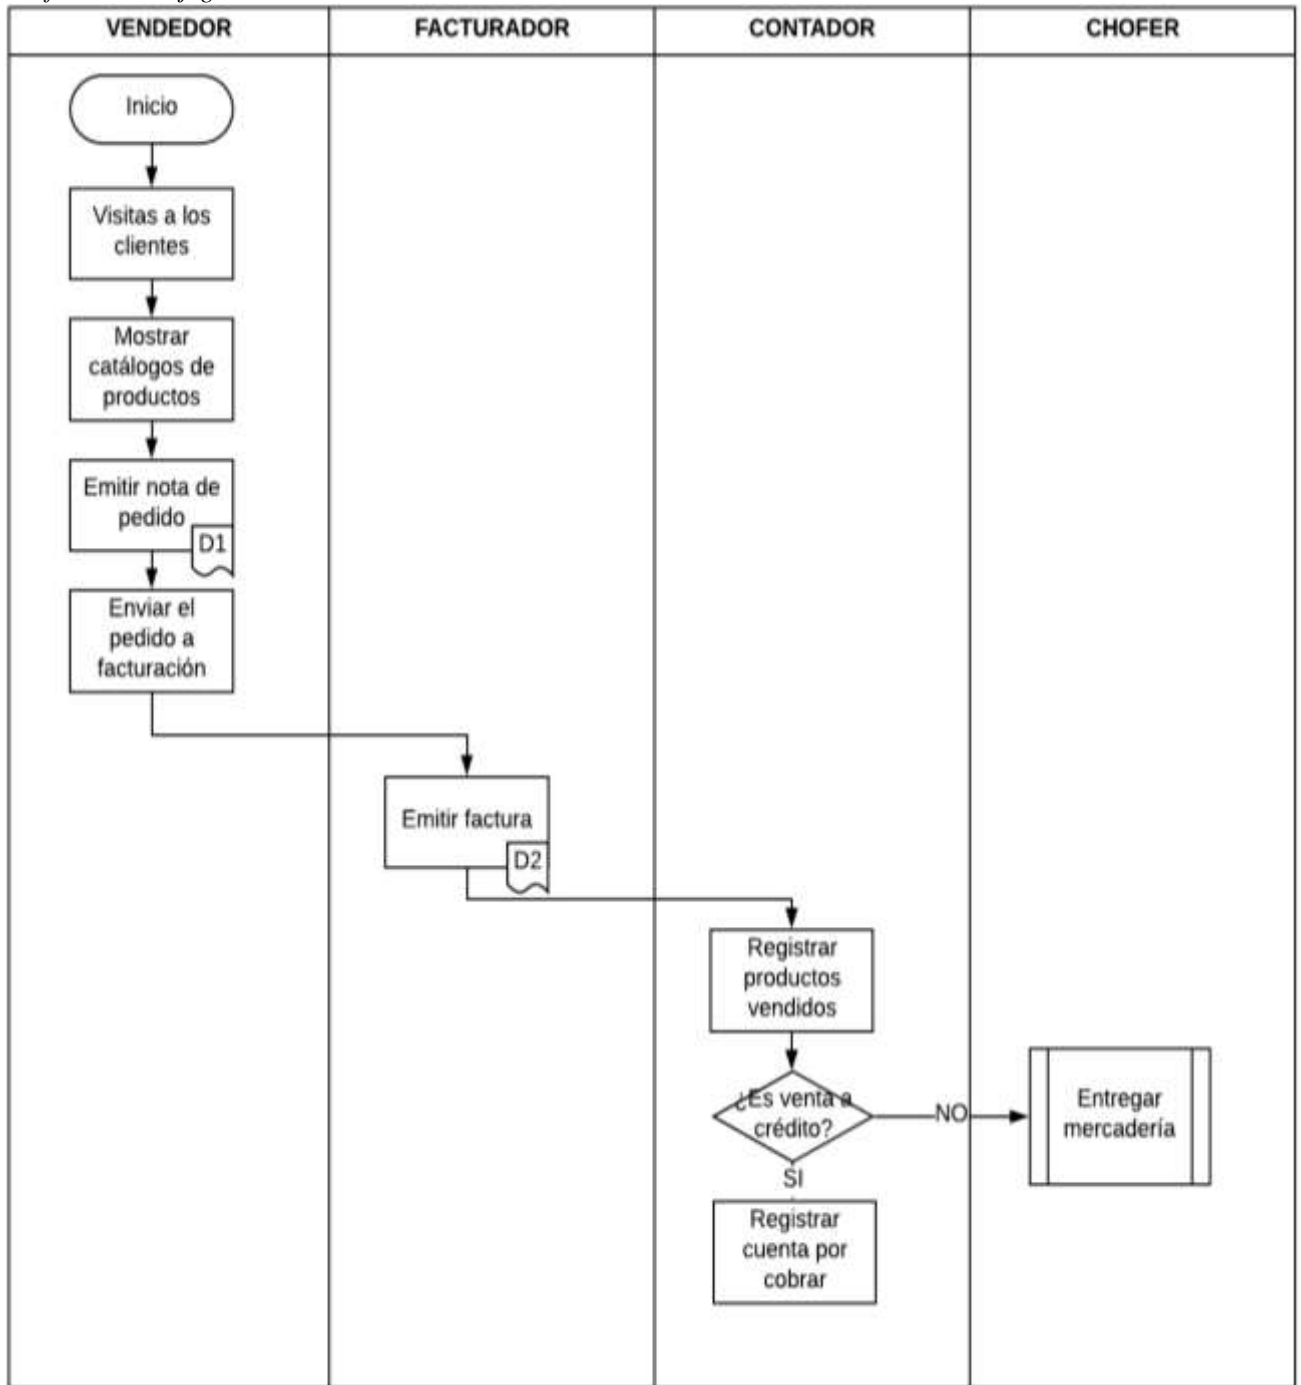 VENDEDOR
FACTURADOR
CONTADOR
CHOFER
Inicio
Visitas a los
clientes
Mostrar
catálogos de
productos
Emitir nota de
pedido
D1
Enviar el
pedido a
facturación
Emitir factura
D2
Registrar
productos
vendidos
¿Es venta a
crédito?
NO
Entregar
mercadería
SI
Registrar
cuenta por
cobrar